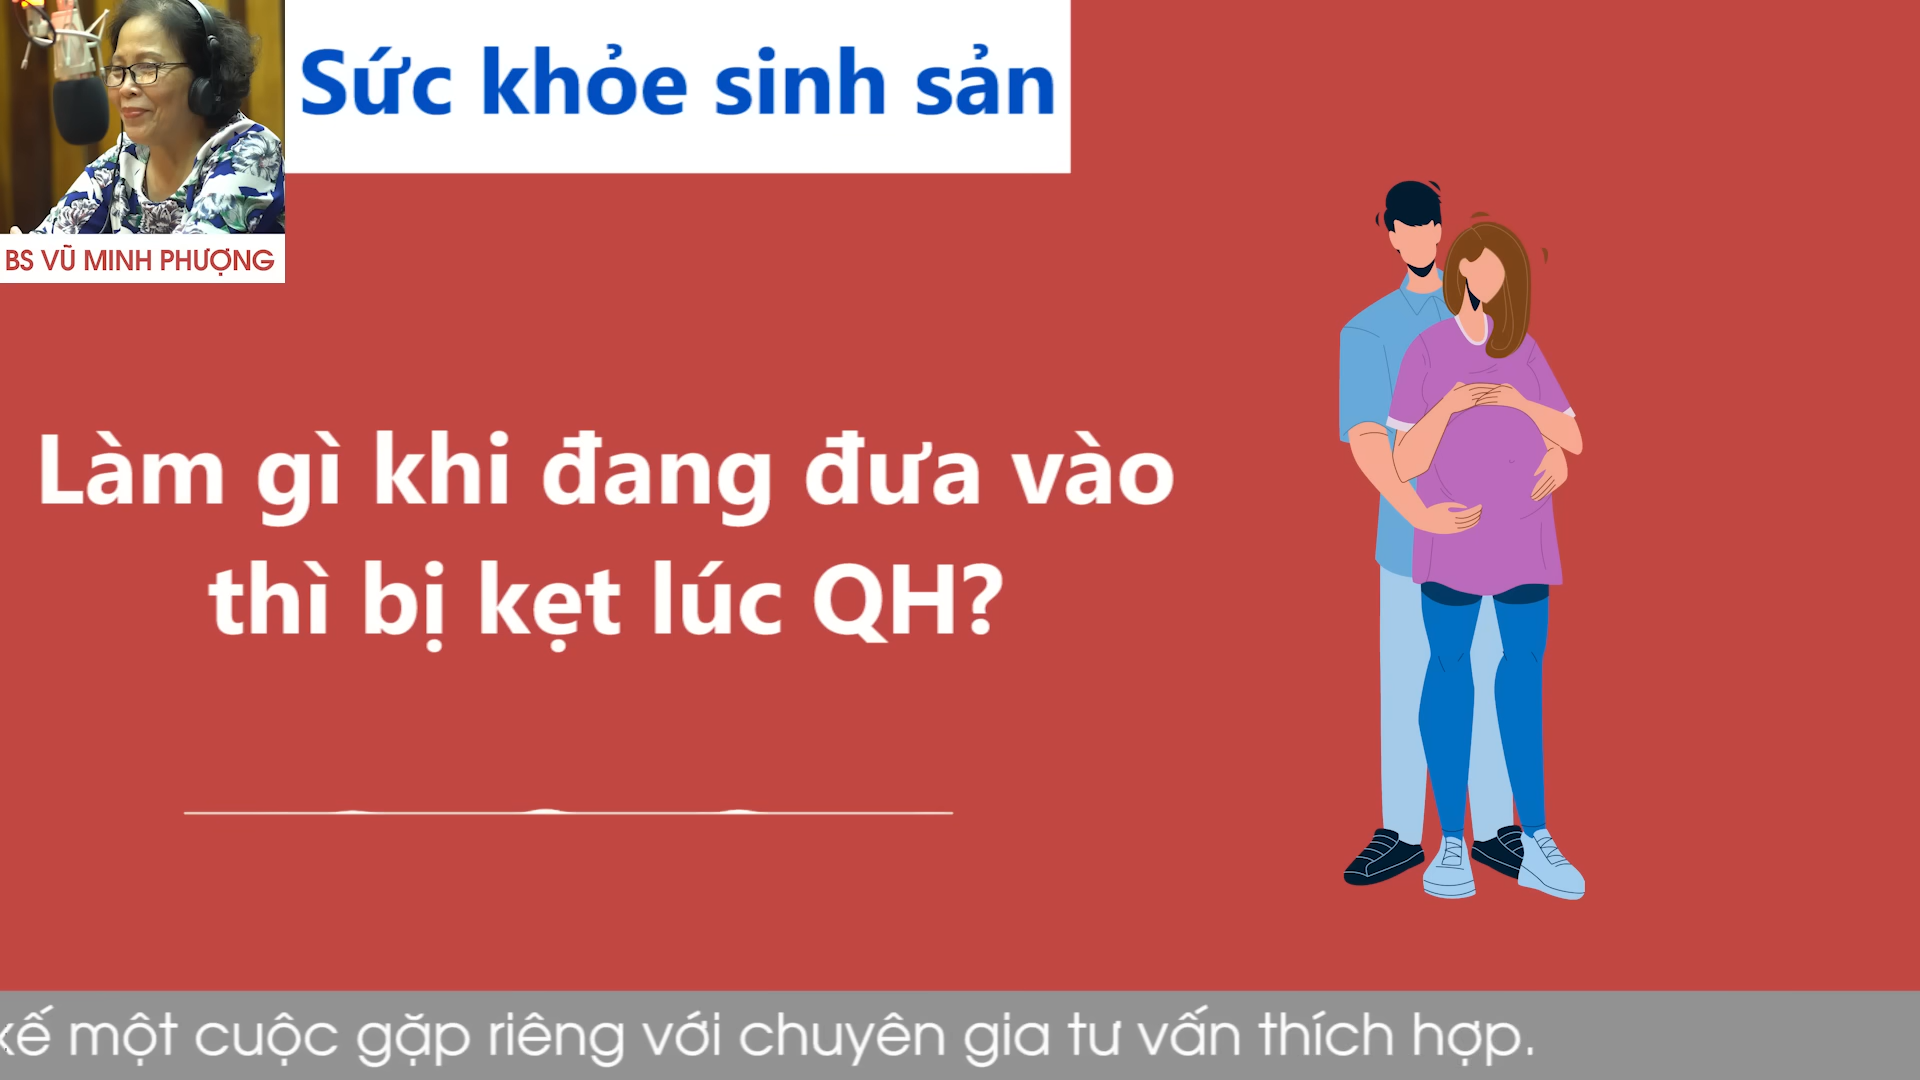 Sức khỏe sinh sản
BS VŨ MINH PHƯỢNG
Làm gì khi đang đưa vào
thì bị kẹt lúc QH?
một cuộc gặp riêng với chuyên gia tư vấn thích hợp.